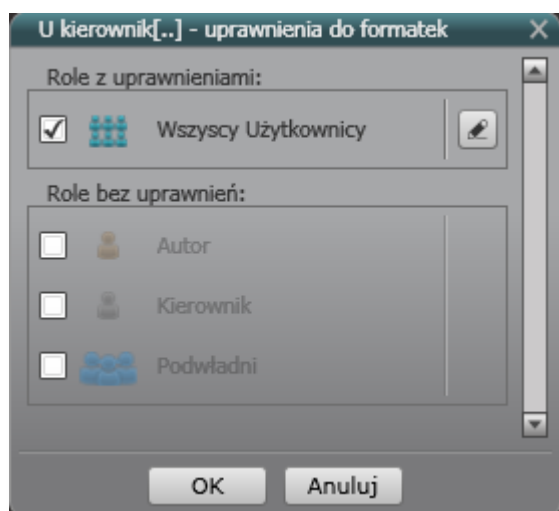 U kierownik[..] - uprawnienia do formatek
Role z uprawnieniami:
Wszyscy Użytkownicy
Role bez uprawnień:
Autor
Kierownik
Podwładni
OK Anuluj